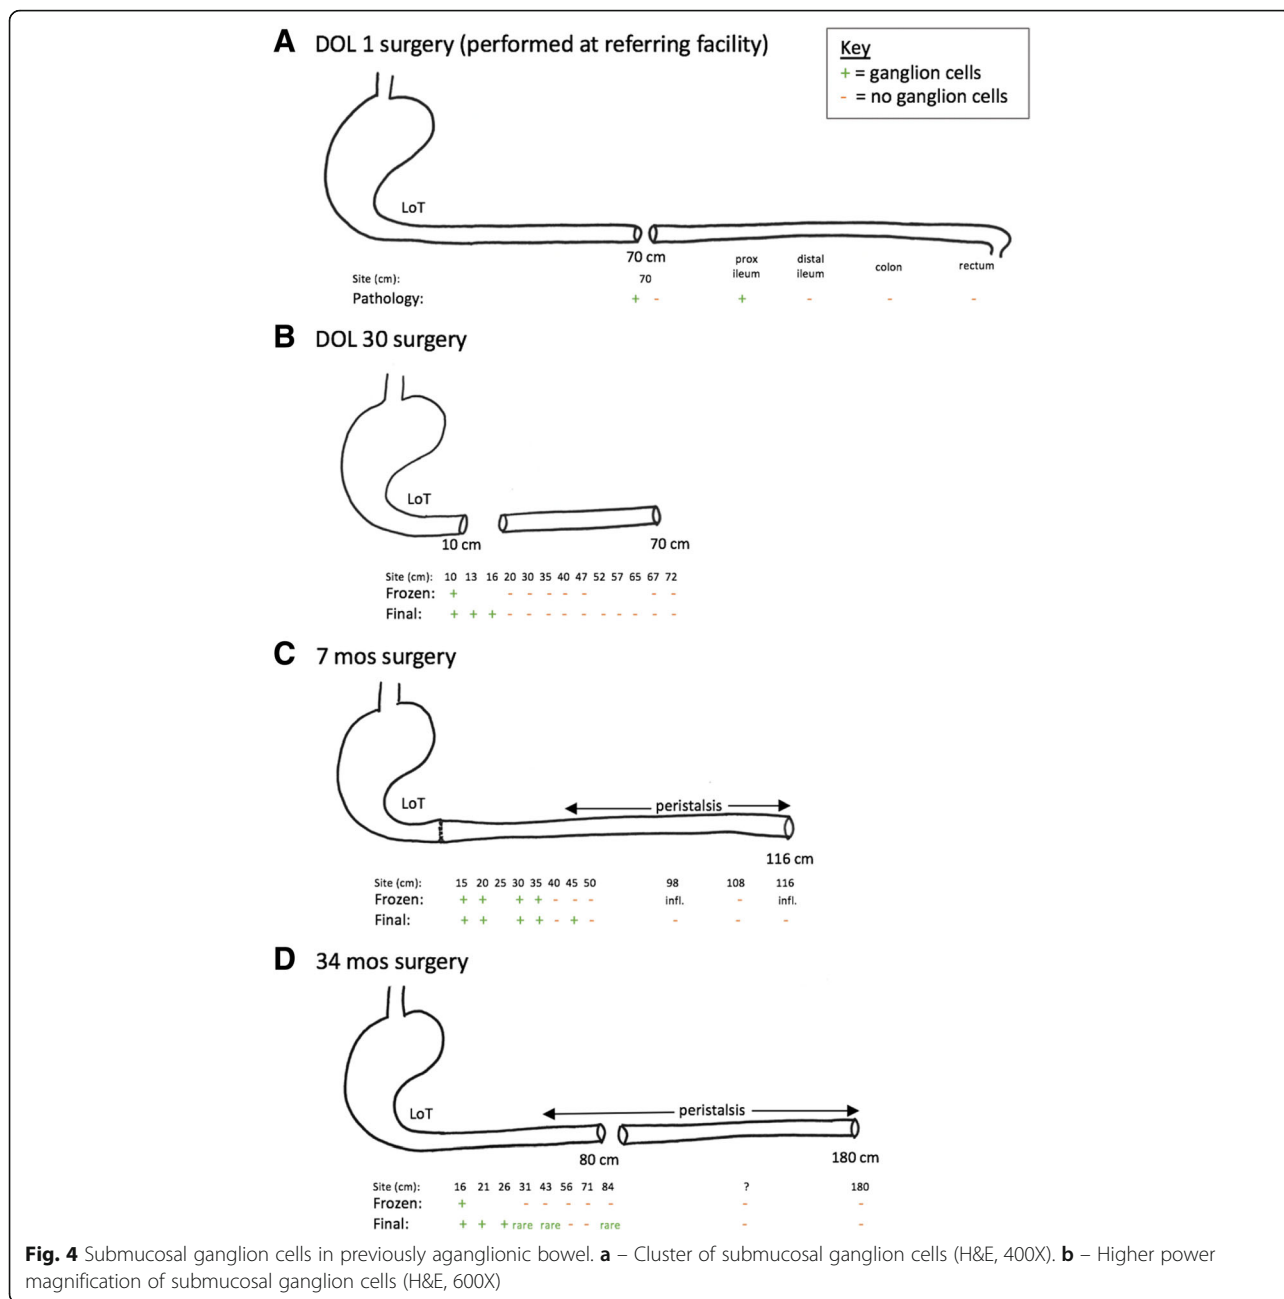 A DOL 1 surgery (performed at referring facility)
Key
+ = ganglion cells
- = no ganglion cells
LoT
70 cm
prox ileum distal ileum colon rectum
Site (cm): 70
Pathology: + - + - - -
B DOL 30 surgery
LoT
10 cm 70 cm
Site (cm): 10 13 16 20 30 35 40 47 52 57 65 67 72
Frozen: + - - - - - - -
Final: + + + - - - - - - - - - -
C 7 mos surgery
LoT
peristalsis
116 cm
Site (cm): 15 20 25 30 35 40 45 50 98 108 116
Frozen: + + + + - - - infl. - infl.
Final: + + + + - + - - - -
D 34 mos surgery
LoT
peristalsis
80 cm 180 cm
Site (cm): 16 21 26 31 43 56 71 84 ? 180
Frozen: + - - - - - - -
Final: + + + rare rare - - rare - -
Fig. 4 Submucosal ganglion cells in previously aganglionic bowel. a – Cluster of submucosal ganglion cells (H&E, 400X). b – Higher power
magnification of submucosal ganglion cells (H&E, 600X)